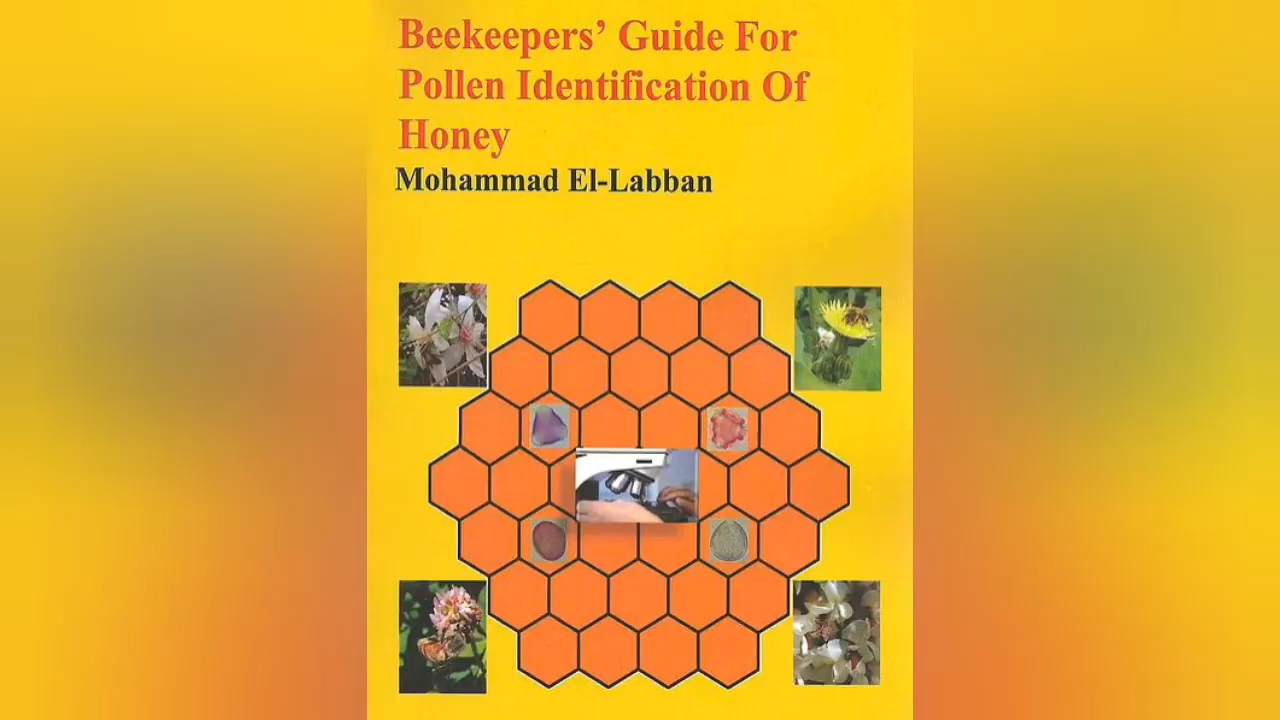 Beekeepers' Guide For
Pollen Identification Of
Honey
Mohammad El-Labban